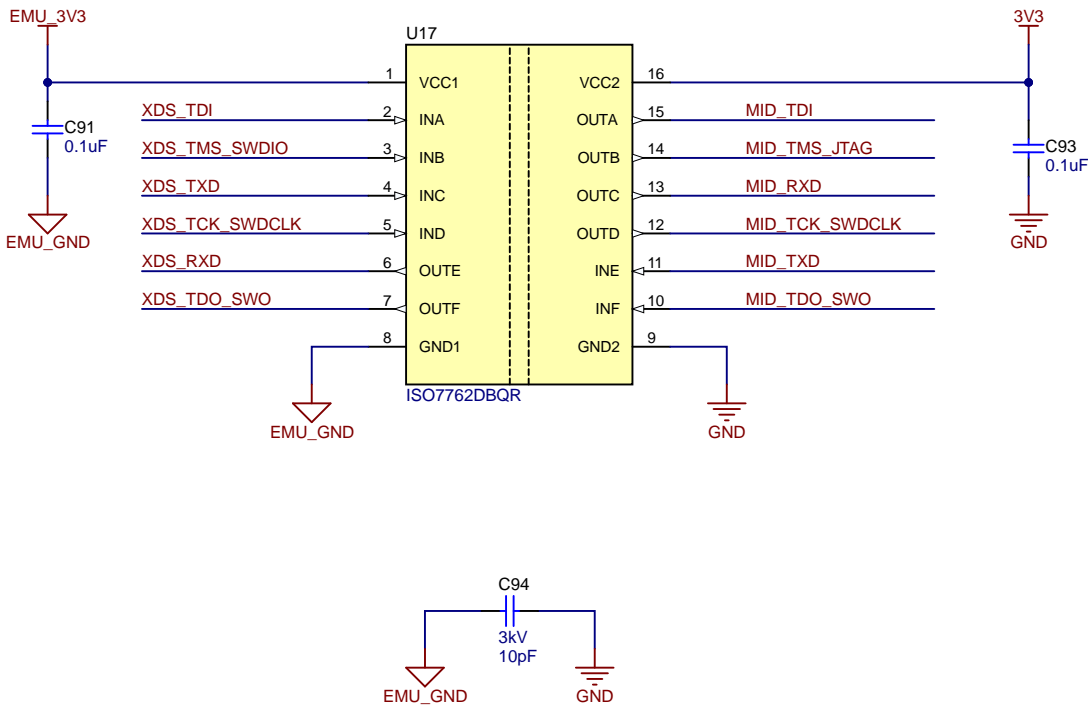 EMU_3V3 3V3
U17
1 VCC1 VCC2 16
XDS_TDI 2 INA OUTA 15 MID_TDI
C91
0.1uF
XDS_TMS_SWDIO 3 INB OUTB 14 MID_TMS_JTAG
C93
0.1uF
XDS_TXD 4 INC OUTC 13 MID_RXD
XDS_TCK_SWDCLK 5 IND OUTD 12 MID_TCK_SWDCLK
EMU_GND GND
XDS_RXD 6 OUTE INE 11 MID_TXD
XDS_TDO_SWO 7 OUTF INF 10 MID_TDO_SWO
8 GND1 GND2 9
ISO7762DBQR
EMU_GND GND
C94
3kV
10pF
EMU_GND GND